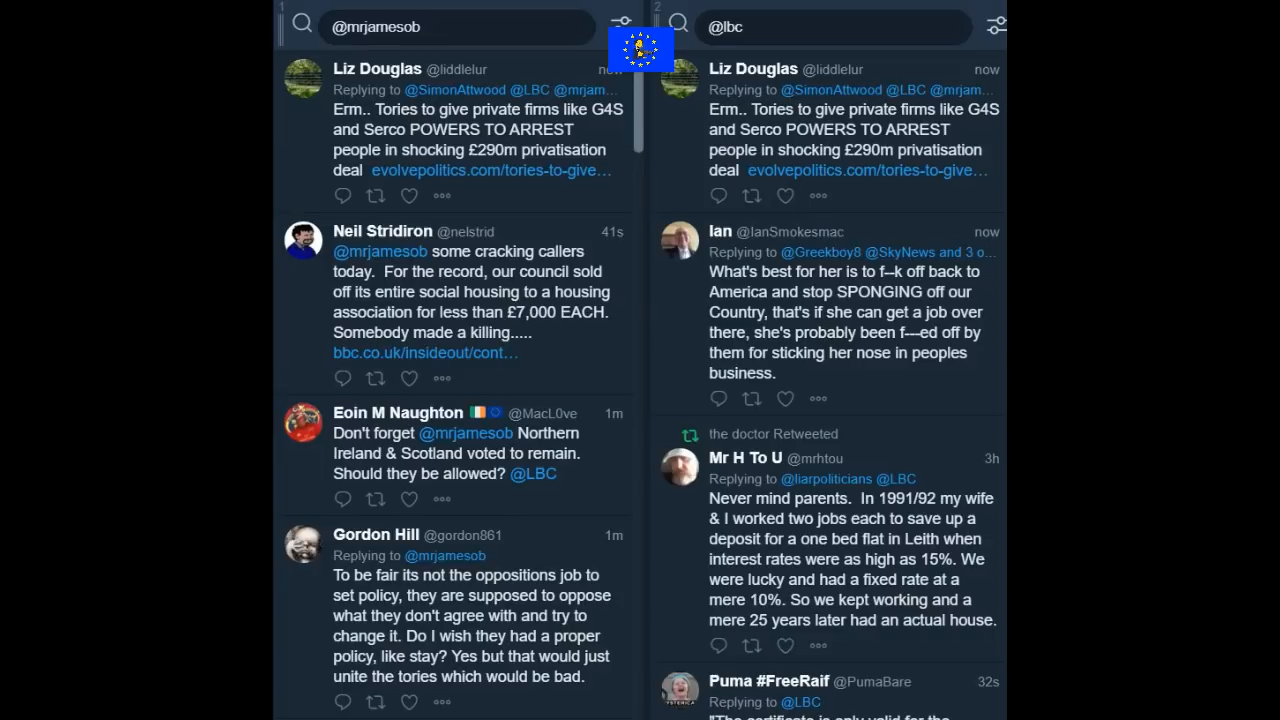 1
@mrjamesob
Liz Douglas @liddlelur now
Replying to @SimonAttwood @LBC @mrjam...
Erm.. Tories to give private firms like G4S
and Serco POWERS TO ARREST
people in shocking £290m privatisation
deal evolvepolitics.com/tories-to-give…
Neil Stridiron @nelstrid 41s
@mrjamesob some cracking callers
today. For the record, our council sold
off its entire social housing to a housing
association for less than £7,000 EACH.
Somebody made a killing.....
bbc.co.uk/insideout/cont…
Eoin M Naughton @MacL0ve 1m
Don't forget @mrjamesob Northern
Ireland & Scotland voted to remain.
Should they be allowed? @LBC
Gordon Hill @gordon861 1m
Replying to @mrjamesob
To be fair its not the oppositions job to
set policy, they are supposed to oppose
what they don't agree with and try to
change it. Do I wish they had a proper
policy, like stay? Yes but that would just
unite the tories which would be bad.
2
@lbc
Liz Douglas @liddlelur now
Replying to @SimonAttwood @LBC @mrjam...
Erm.. Tories to give private firms like G4S
and Serco POWERS TO ARREST
people in shocking £290m privatisation
deal evolvepolitics.com/tories-to-give…
Ian @IanSmokesmac now
Replying to @Greekboy8 @SkyNews and 3 o...
What's best for her is to f--k off back to
America and stop SPONGING off our
Country, that's if she can get a job over
there, she's probably been f---ed off by
them for sticking her nose in peoples
business.
the doctor Retweeted
Mr H To U @mrhtou 3h
Replying to @liarpoliticians @LBC
Never mind parents. In 1991/92 my wife
& I worked two jobs each to save up a
deposit for a one bed flat in Leith when
interest rates were as high as 15%. We
were lucky and had a fixed rate at a
mere 10%. So we kept working and a
mere 25 years later had an actual house.
Puma #FreeRaif @PumaBare 32s
Replying to @LBC
"The certificate is only valid for the